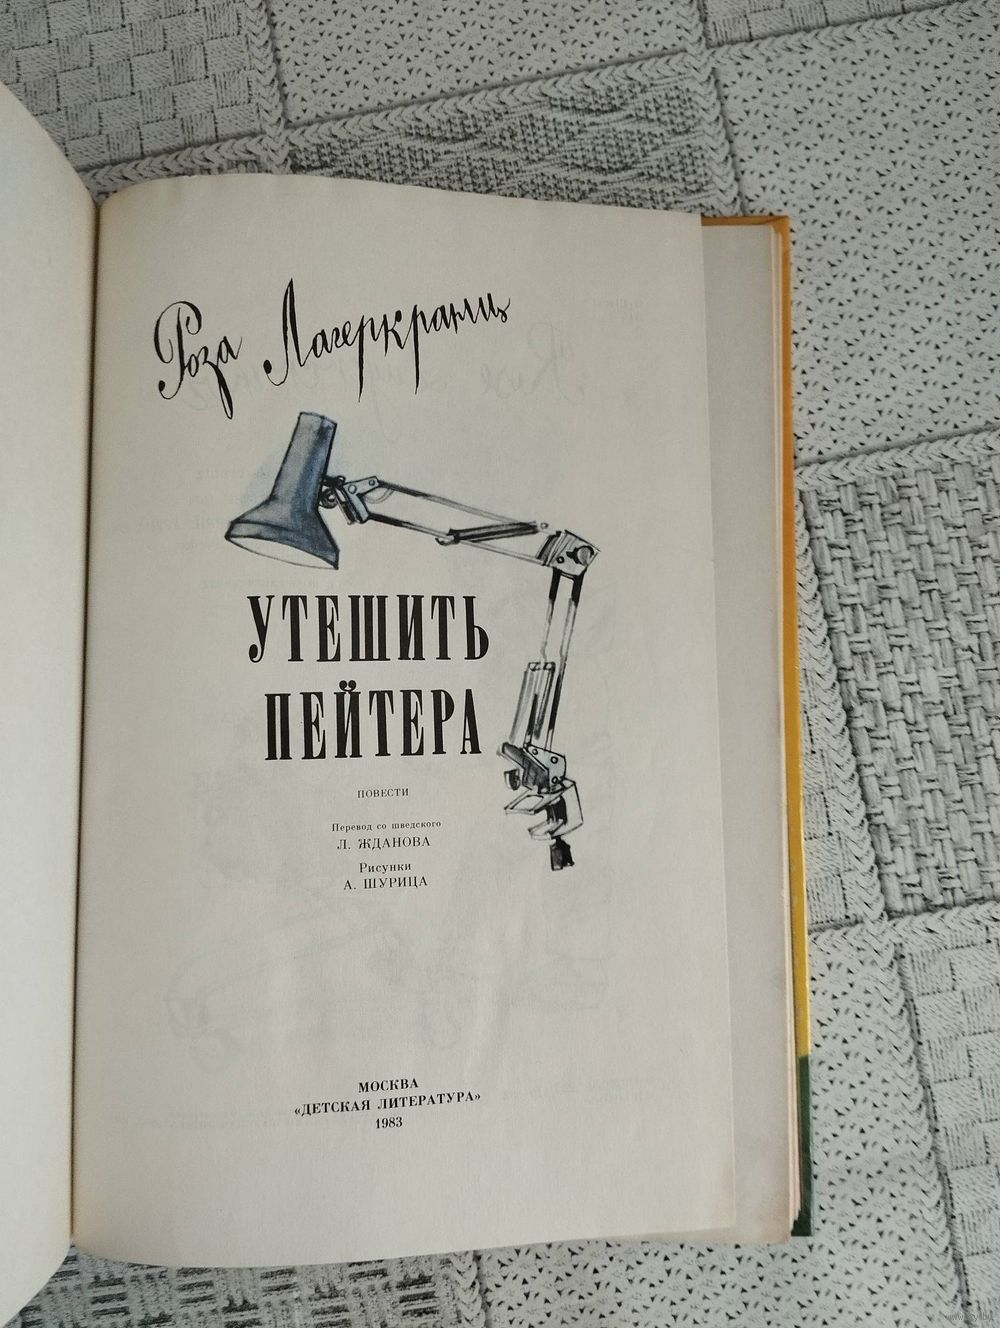 Роза Лагеркранц
УТЕШИТЬ
ПЕЙТЕРА
ПОВЕСТИ
Перевод со шведского
Л. ЖДАНОВА
Рисунки
А. ШУРИЦА
МОСКВА
«ДЕТСКАЯ ЛИТЕРАТУРА»
1983